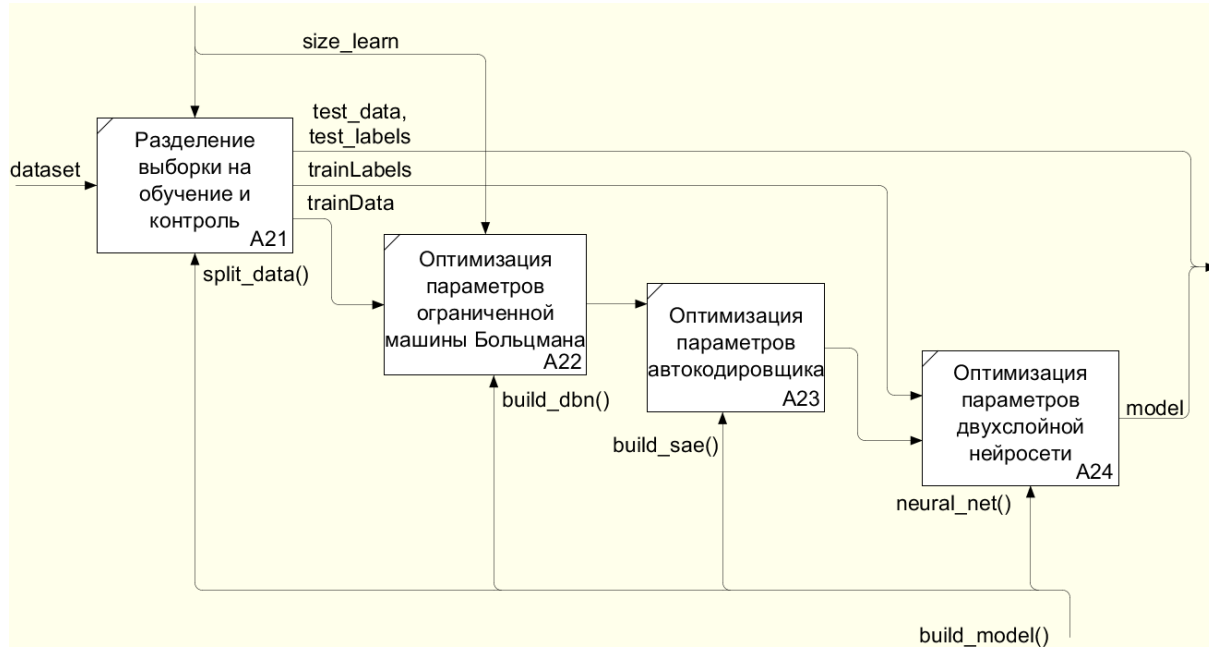 size_learn
test_data,
test_labels
dataset
Разделение
выборки на
обучение и
контроль
A21
trainLabels
trainData
split_data()
Оптимизация
параметров
ограниченной
машины Больцмана
A22
build_dbn()
Оптимизация
параметров
автокодировщика
A23
build_sae()
Оптимизация
параметров
двухслойной
нейросети
A24
model
neural_net()
build_model()